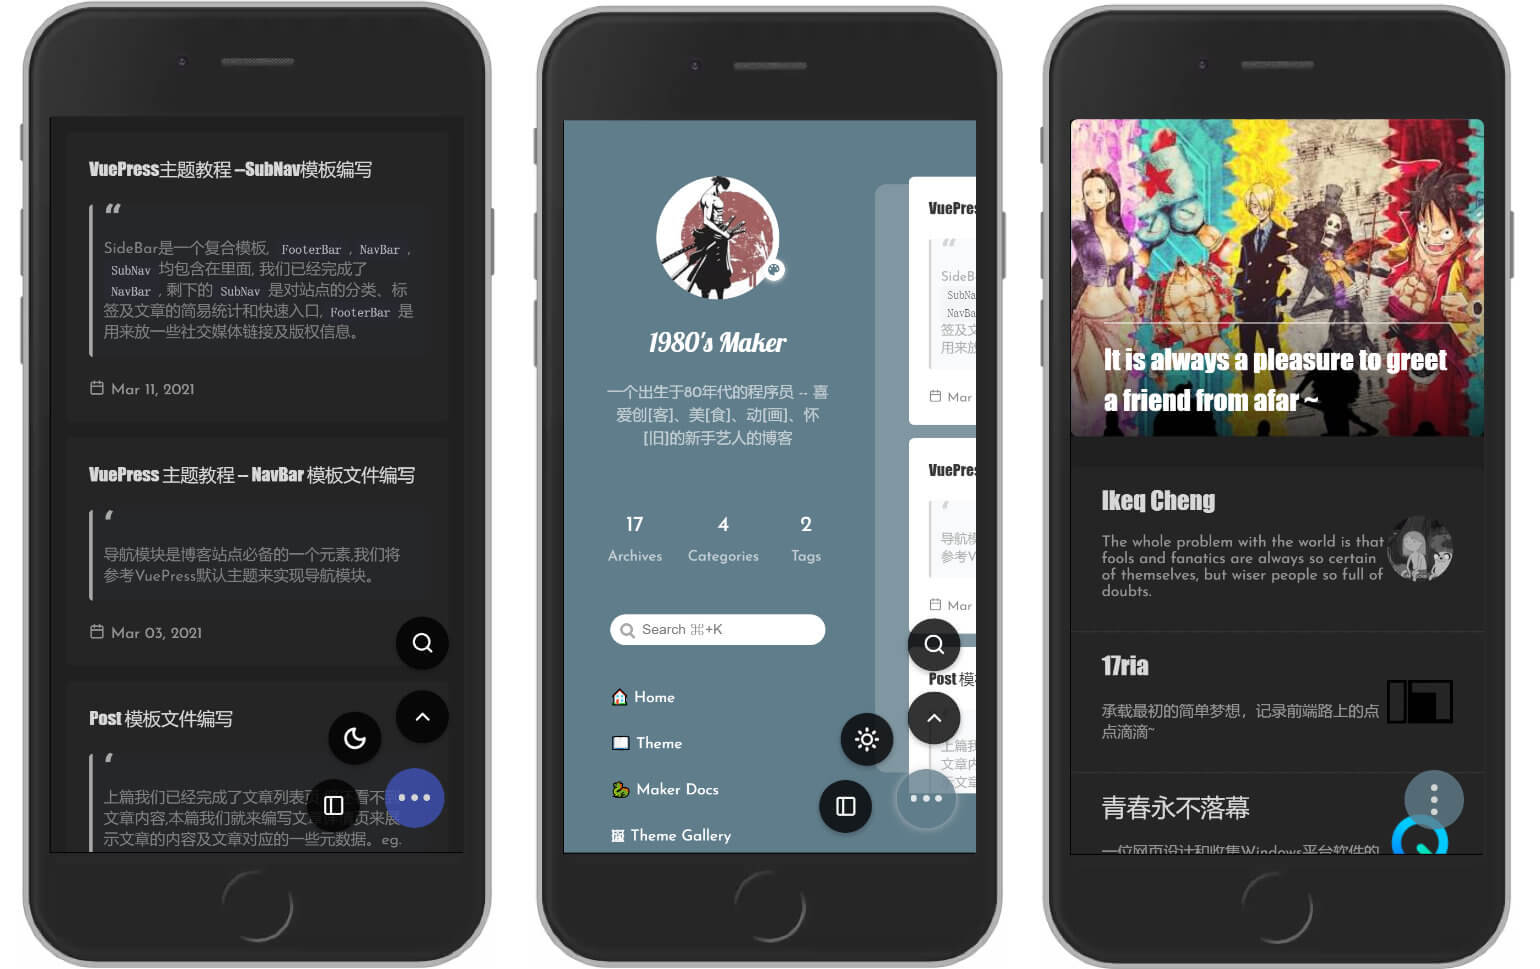 VuePress主题教程 –SubNav模板编写
“
SideBar是一个复合模板, FooterBar , NavBar ,
SubNav 均包含在里面, 我们已经完成了
NavBar , 剩下的 SubNav 是对站点的分类、标
签及文章的简易统计和快速入口, FooterBar 是
用来放一些社交媒体链接及版权信息。
Mar 11, 2021
VuePress 主题教程 – NavBar 模板文件编写
‘
导航模块是博客站点必备的一个元素,我们将
参考VuePress默认主题来实现导航模块。
Mar 03, 2021
Post 模板文件编写
‘
上篇我们已经完成了文章列表页
看不
文章内容,本篇我们就来编写文
页来展
示文章的内容及文章对应的一些元数据。eg.
1980's Maker
一个出生于80年代的程序员 -- 喜
爱创[客]、美[食]、动[画]、怀
[旧]的新手艺人的博客
17
4
2
Archives
Categories
Tags
Search ⌘+K
Home
Theme
Maker Docs
Theme Gallery
VuePres
“
SideB
SubNa
NavBa
签及文
用来放
Mar
VuePres
‘
导航模
参考V
Mar
Post 模
上篇我
文章内
示文章
It is always a pleasure to greet
a friend from afar ~
Ikeq Cheng
The whole problem with the world is that
fools and fanatics are always so certain
of themselves, but wiser people so full of
doubts.
17ria
承载最初的简单梦想，记录前端路上的点
点滴滴~
青春永不落幕
一位网页设计和收集Windows平台软件的